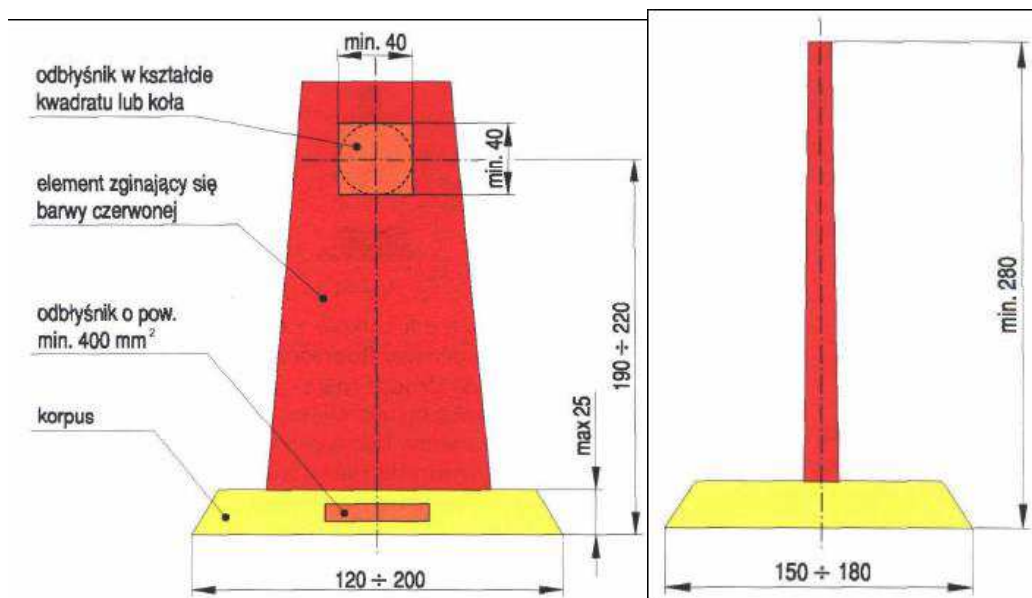 min. 40
odbłyśnik w kształcie
kwadratu lub koła
min. 40
element zginający się
barwy czerwonej
odbłyśnik o pow.
min. 400 mm²
korpus
190 ÷ 220
max 25
120 ÷ 200
min. 280
150 ÷ 180